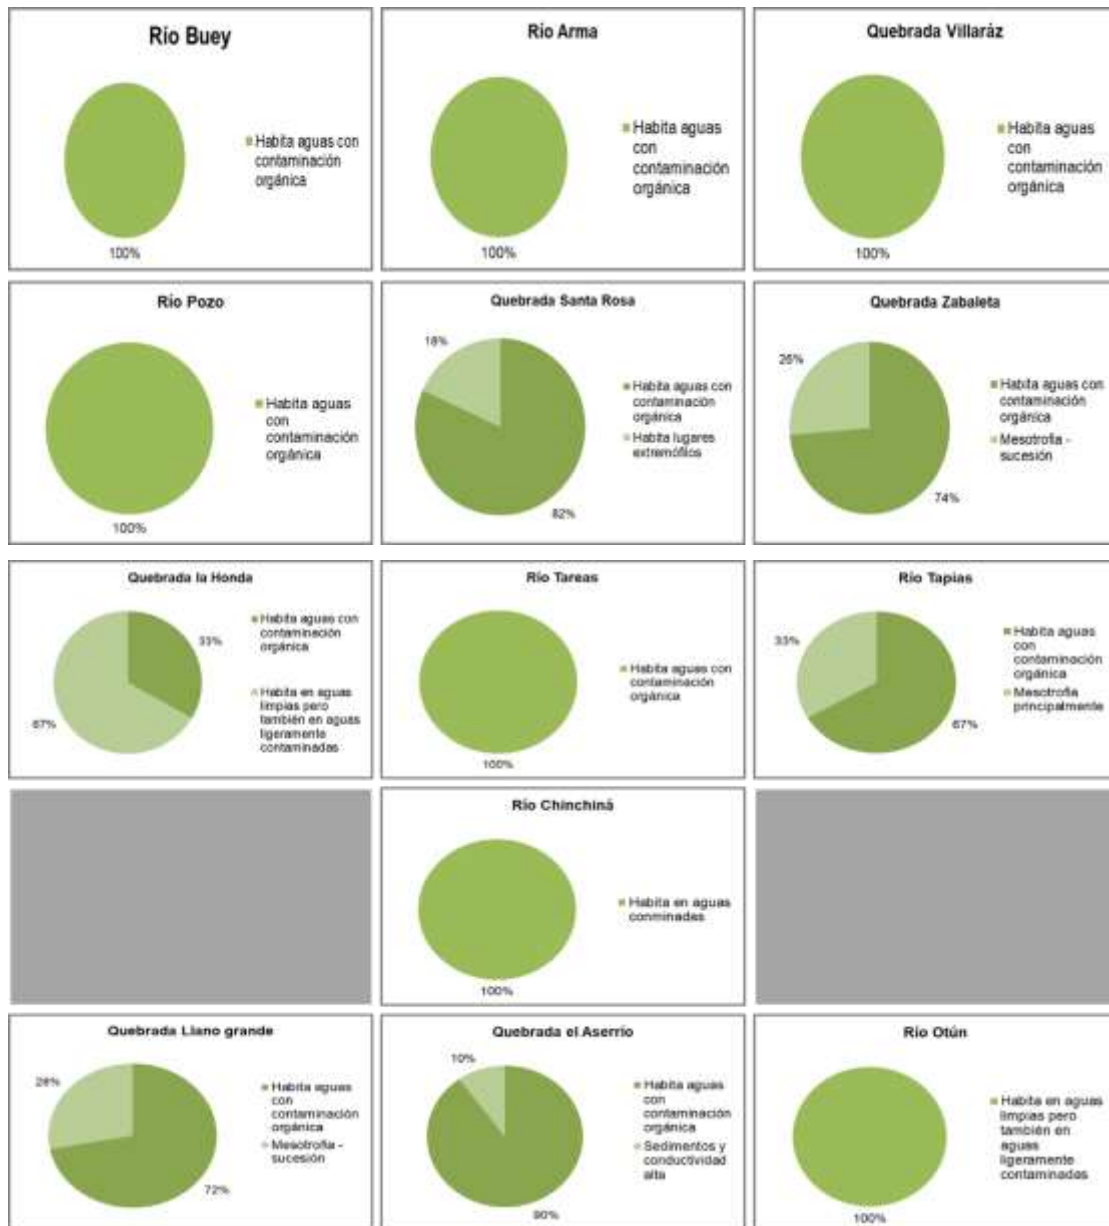 Río Buey
Habita aguas con
contaminación
orgánica
100%
Río Arma
Habita aguas
con
contaminación
orgánica
100%
Quebrada Villaráz
Habita aguas
con
contaminación
orgánica
100%
Río Pozo
Habita aguas
con
contaminación
orgánica
100%
Quebrada Santa Rosa
18%
Habita aguas con
contaminación
orgánica
Habita lugares
extremófilos
82%
Quebrada Zabaleta
26%
Habita aguas con
contaminación
orgánica
Mesotrofia -
sucesión
74%
Quebrada la Honda
Habita aguas con
contaminación
orgánica
33%
Habita en aguas
limpias pero
también en aguas
ligeramente
contaminadas
67%
Río Tareas
Habita aguas con
contaminación
orgánica
100%
Río Tapias
33%
Habita aguas
con
contaminación
orgánica
Mesotrofia
principalmente
67%
Río Chinchiná
Habita en aguas
conminadas
100%
Quebrada Llano grande
28%
Habita aguas
con
contaminación
orgánica
Mesotrofia -
sucesión
72%
Quebrada el Aserrío
10%
Habita aguas
con
contaminación
orgánica
Sedimentos y
conductividad
alta
90%
Río Otún
Habita en aguas
limpias pero
también en
aguas
ligeramente
contaminadas
100%